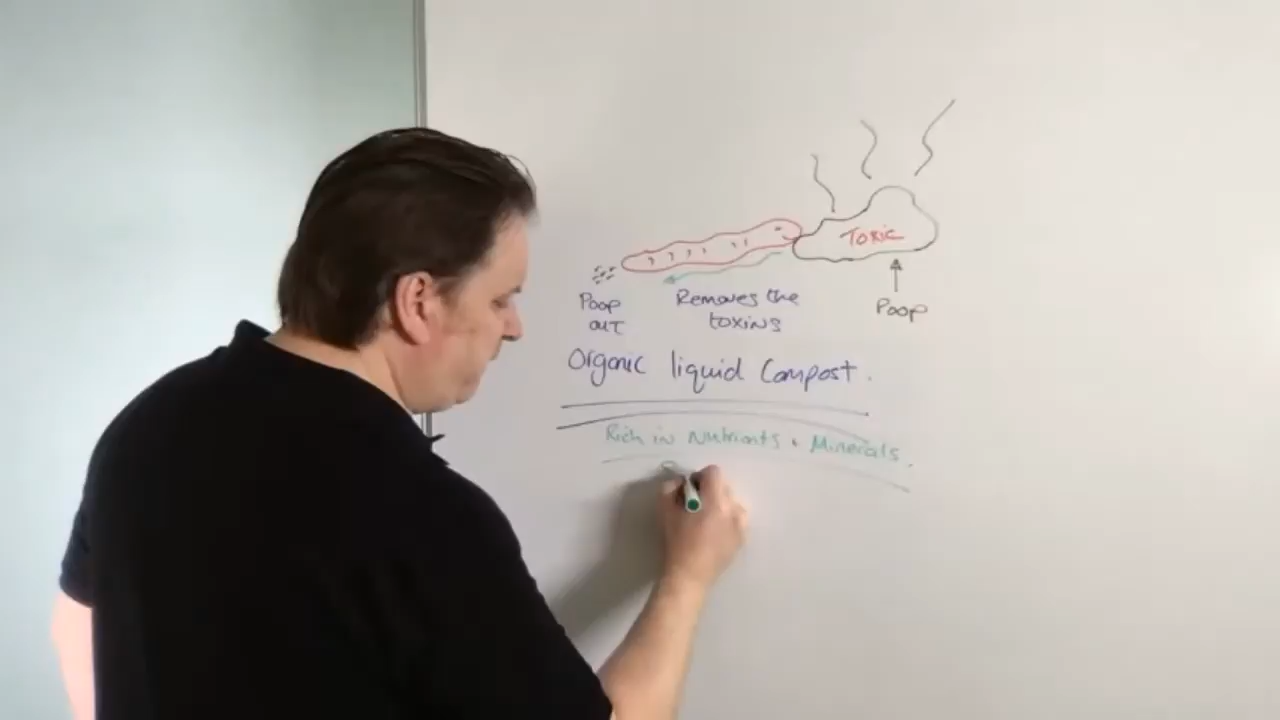 TOXIC
Poop
Removes the
toxins
Poop
out
Organic liquid Compost.
Rich in Nutrients + Minerals.